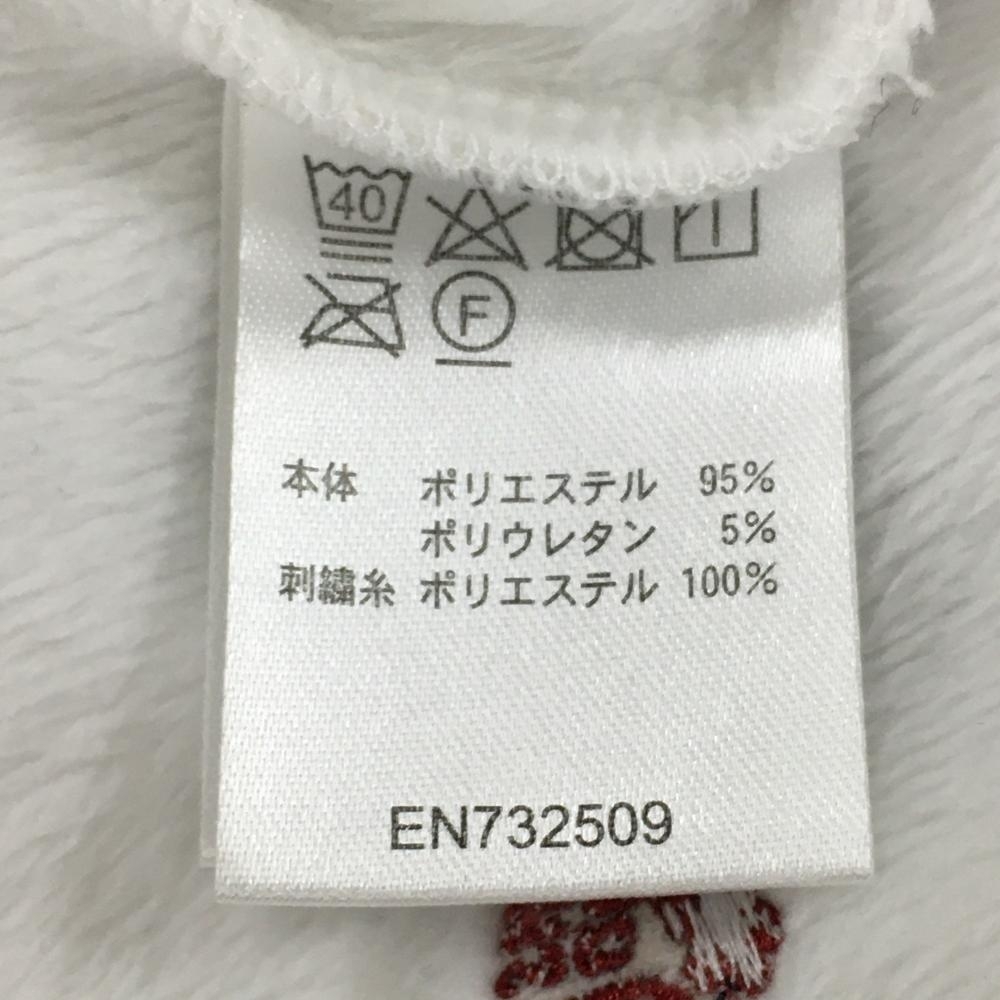 40
F
本体 ポリエステル 95%
ポリウレタン 5%
刺繍糸 ポリエステル 100%
EN732509